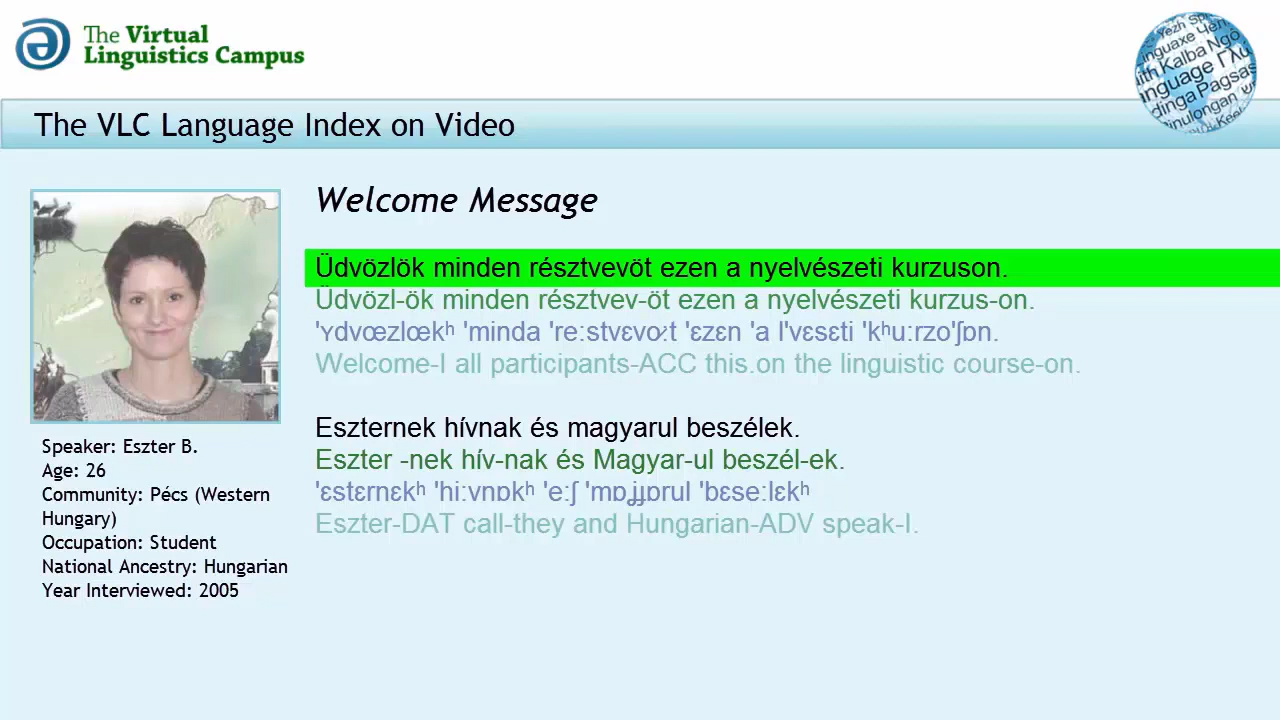 The Virtual
Linguistics Campus
The VLC Language Index on Video
Welcome Message
Üdvözlök minden résztvevöt ezen a nyelvészeti kurzuson.
Üdvözl-ök minden résztvev-öt ezen a nyelvészeti kurzus-on.
'ʏdvœzlœkʰ 'minda 're:stvɛvo:t 'ɛzɛn 'a l'vɛsɛti 'kʰu:rzo'ʃɒn.
Welcome-I all participants-ACC this.on the linguistic course-on.
Eszternek hívnak és magyarul beszélek.
Eszter -nek hív-nak és Magyar-ul beszél-ek.
'ɛstɛrnɛkʰ 'hi:vnɒkʰ 'e:ʃ 'mɒɟɟɒrul 'bɛse:lɛkʰ
Eszter-DAT call-they and Hungarian-ADV speak-I.
Speaker: Eszter B.
Age: 26
Community: Pécs (Western
Hungary)
Occupation: Student
National Ancestry: Hungarian
Year Interviewed: 2005